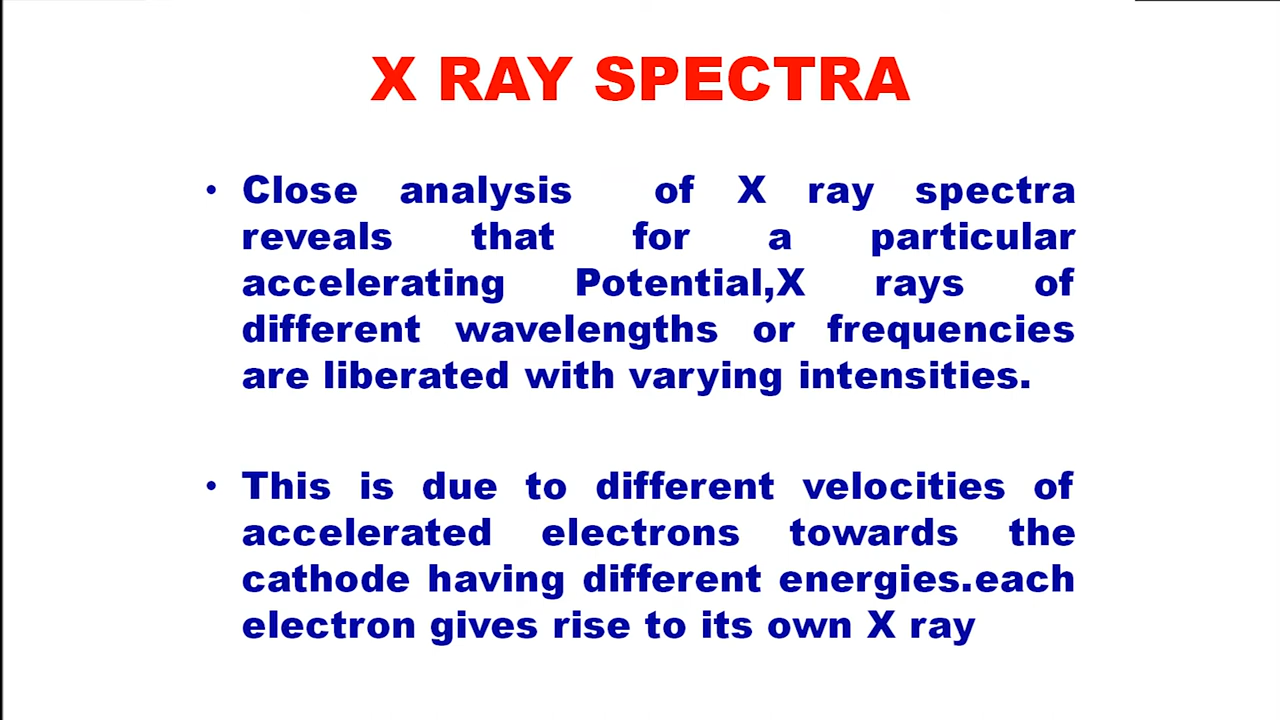 X RAY SPECTRA
• Close analysis of X ray spectra
reveals that for a particular
accelerating Potential,X rays of
different wavelengths or frequencies
are liberated with varying intensities.
• This is due to different velocities of
accelerated electrons towards the
cathode having different energies.each
electron gives rise to its own X ray